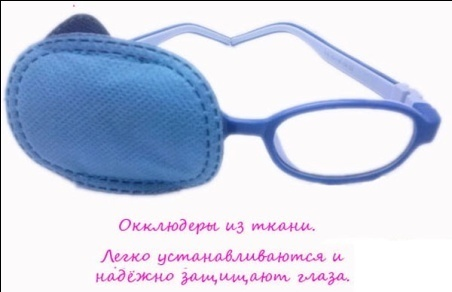 Окклюдеры из ткани.
Легко устанавливаются и
надёжно защищают глаза.